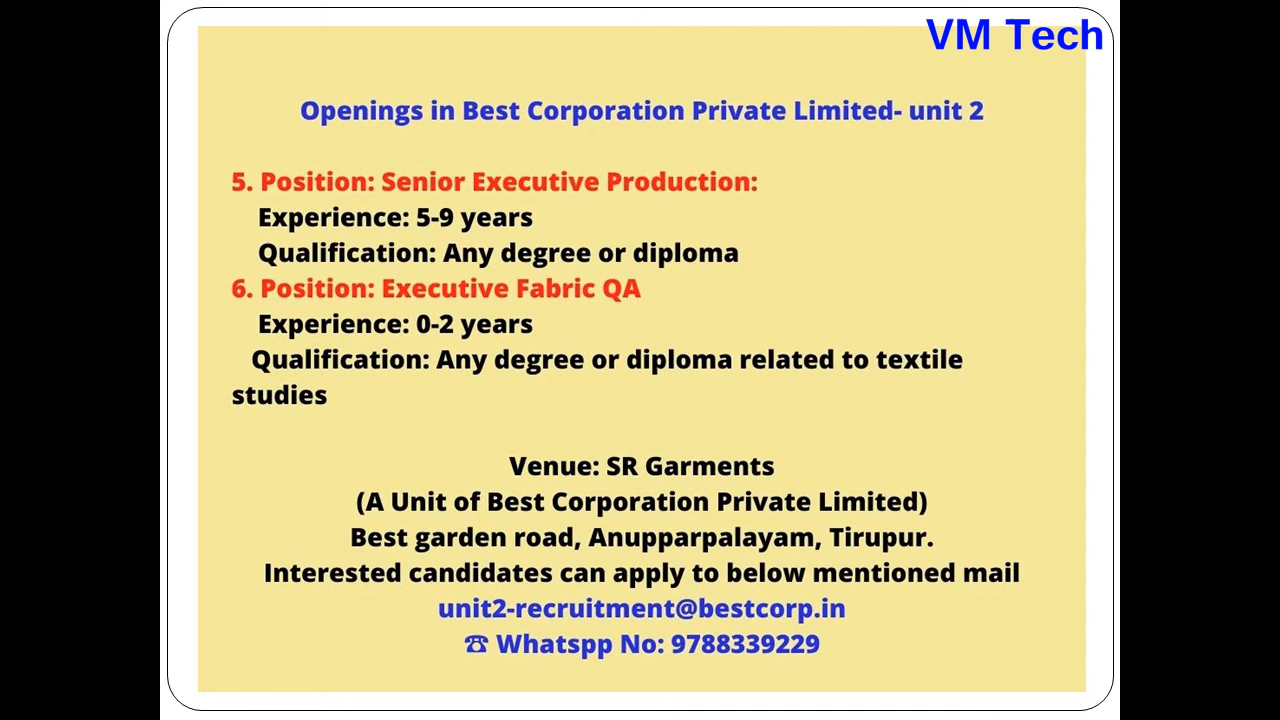 VM Tech
Openings in Best Corporation Private Limited- unit 2
5. Position: Senior Executive Production:
Experience: 5-9 years
Qualification: Any degree or diploma
6. Position: Executive Fabric QA
Experience: 0-2 years
Qualification: Any degree or diploma related to textile
studies
Venue: SR Garments
(A Unit of Best Corporation Private Limited)
Best garden road, Anupparpalayam, Tirupur.
Interested candidates can apply to below mentioned mail
unit2-recruitment@bestcorp.in
☎ Whatspp No: 9788339229